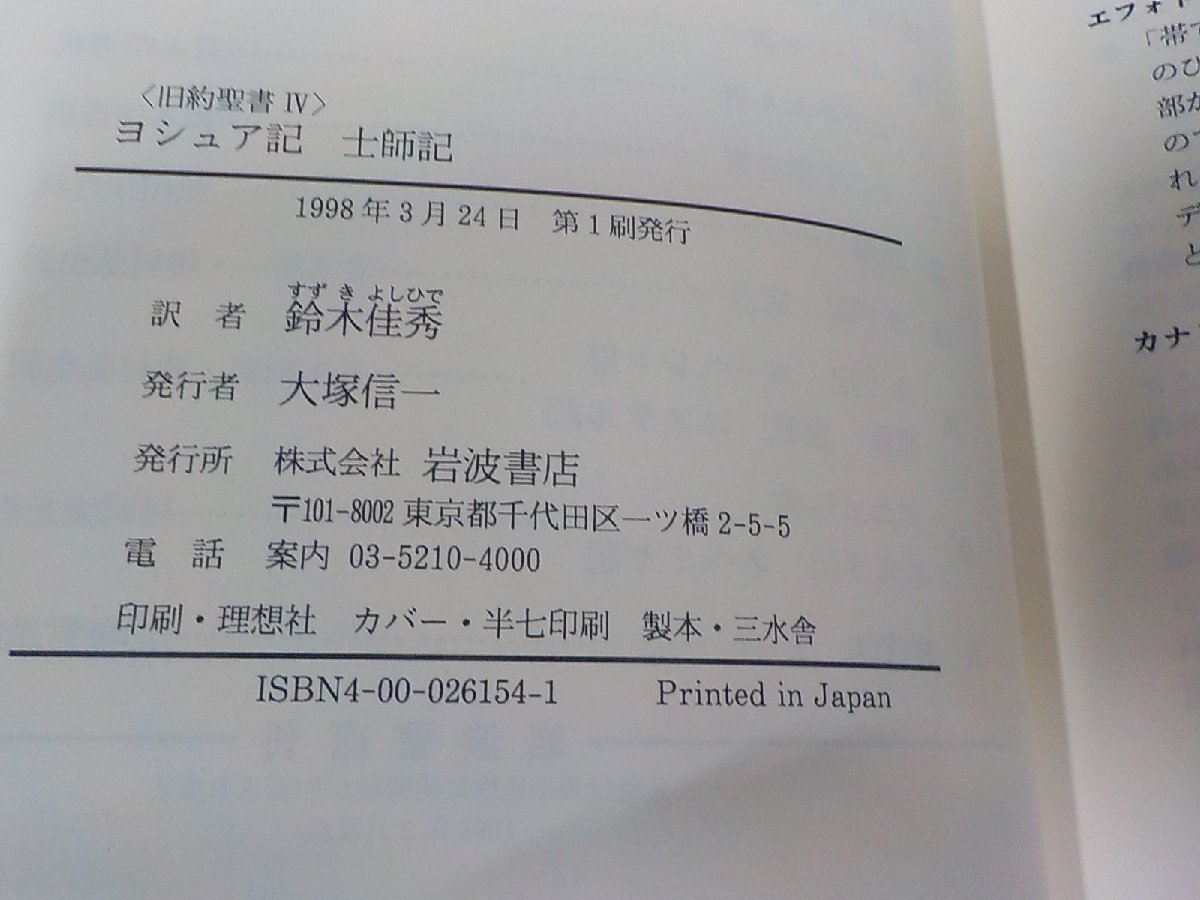 〈旧約聖書 IV〉
ヨシュア記　士師記
1998年3月24日　第1刷発行
すず き よしひで
訳　者　鈴木佳秀
発行者　大塚信一
発行所　株式会社 岩波書店
〒101-8002 東京都千代田区一ツ橋 2-5-5
電　話　案内 03-5210-4000
印刷・理想社　カバー・半七印刷　製本・三水舎
ISBN4-00-026154-1　Printed in Japan
エフォド
「帯で
のひ
部か
の
れ
デ
と
カナ